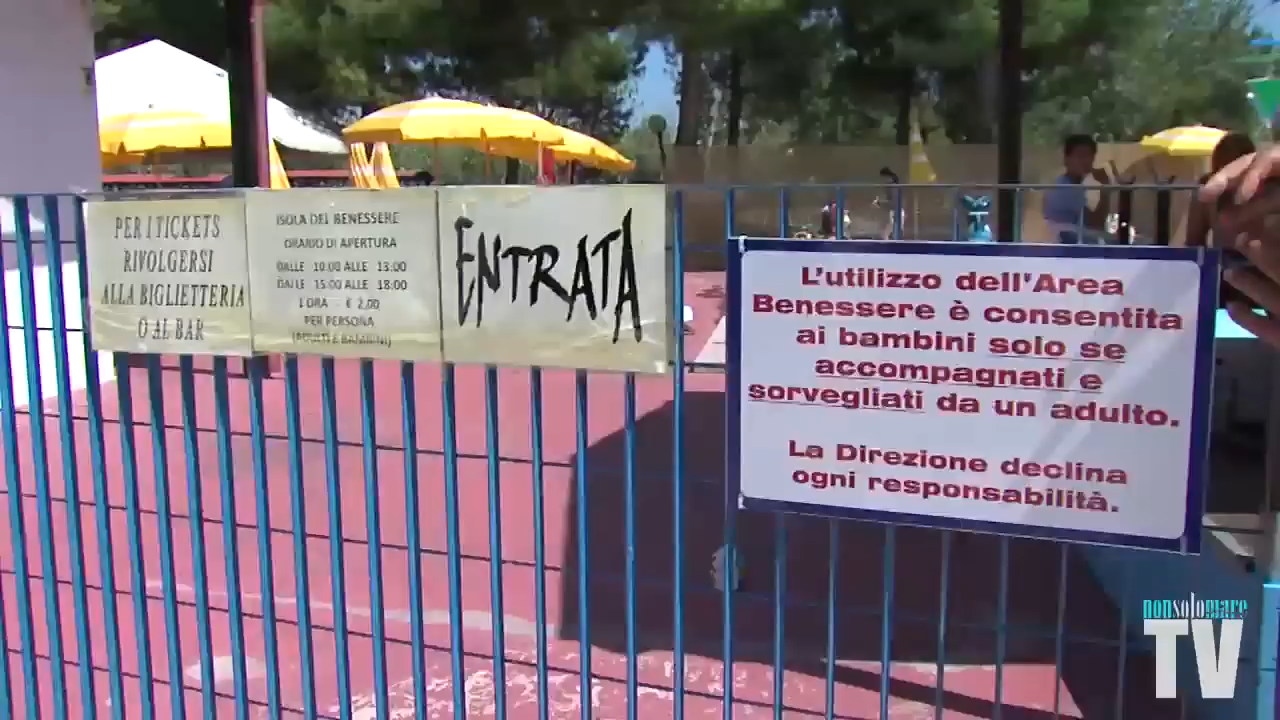 PER I TICKETS
RIVOLGERSI
ALLA BIGLIETTERIA
O AL BAR
ISOLA DEL BENESSERE
ORARIO DI APERTURA
DALLE 10.00 ALLE 13.00
DALLE 15.00 ALLE 18.00
1 ORA € 2,00
PER PERSONA
(ADULTI E BAMBINI)
ENTRATA
L'utilizzo dell'Area
Benessere è consentita
ai bambini solo se
accompagnati e
sorvegliati da un adulto.
La Direzione declina
ogni responsabilità.
nonsolomare
TV